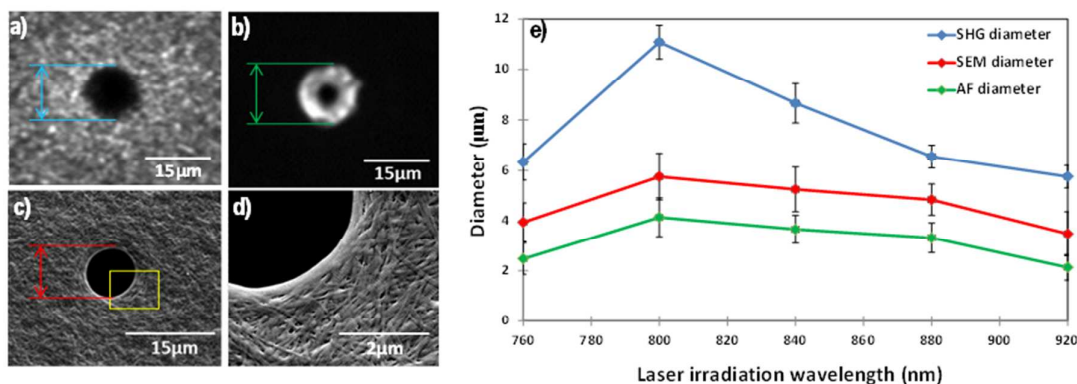 a)
15μm
b)
15μm
c)
15μm
d)
2μm
e)
12
10
8
6
4
2
0
Diameter (μm)
SHG diameter
SEM diameter
AF diameter
760 780 800 820 840 860 880 900 920
Laser irradiation wavelength (nm)